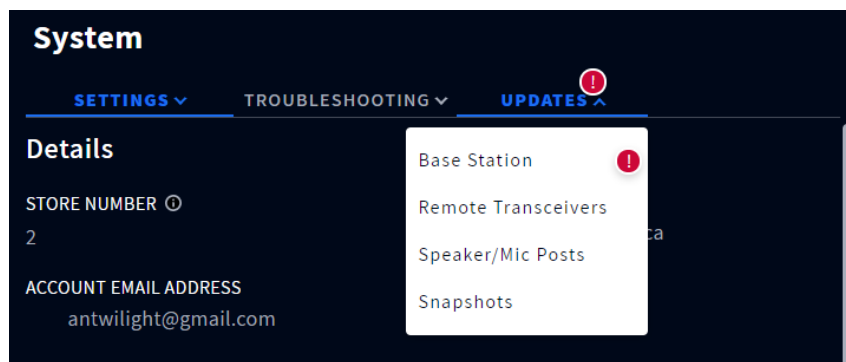 System
SETTINGS
TROUBLESHOOTING
UPDATES
!
Details
Base Station
!
STORE NUMBER
Remote Transceivers
2
ca
Speaker/Mic Posts
ACCOUNT EMAIL ADDRESS
Snapshots
antwilight@gmail.com